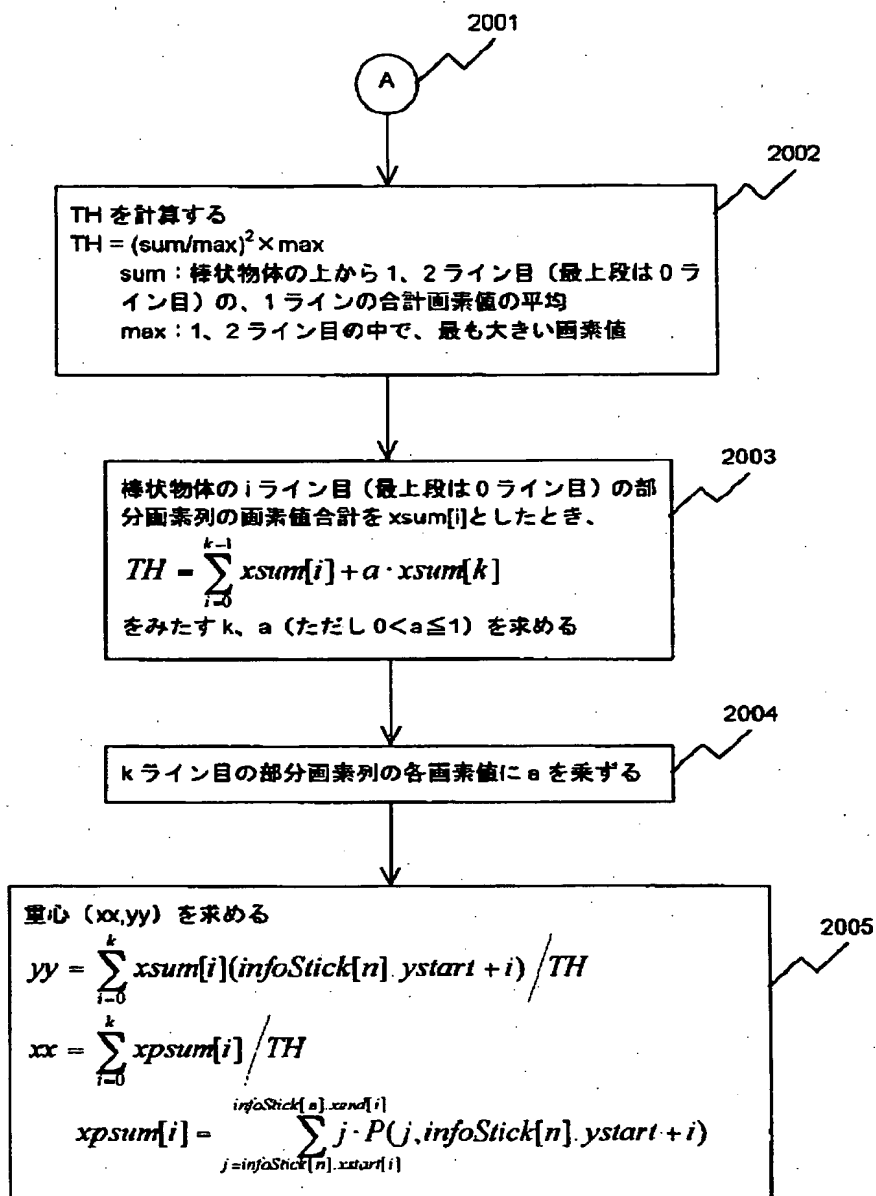 2001
A
2002
TH を計算する
TH = (sum/max)² × max
sum：棒状物体の上から 1、2 ライン目（最上段は 0 ラ
イン目）の、1 ラインの合計画素値の平均
max：1、2 ライン目の中で、最も大きい画素値
2003
棒状物体の i ライン目（最上段は 0 ライン目）の部
分画素列の画素値合計を xsum[i]としたとき、
TH = \sum_{i=0}^{k-1} xsum[i] + a · xsum[k]
をみたす k、a（ただし 0<a≦1）を求める
2004
k ライン目の部分画素列の各画素値に a を乗ずる
2005
重心（xx,yy）を求める
yy = \sum_{i=0}^{k} xsum[i](infoStick[n].ystart + i) / TH
xx = \sum_{i=0}^{k} xpsum[i] / TH
xpsum[i] = \sum_{j=infoStick[n].xstart[i]}^{infoStick[n].xend[i]} j · P(j, infoStick[n].ystart + i)